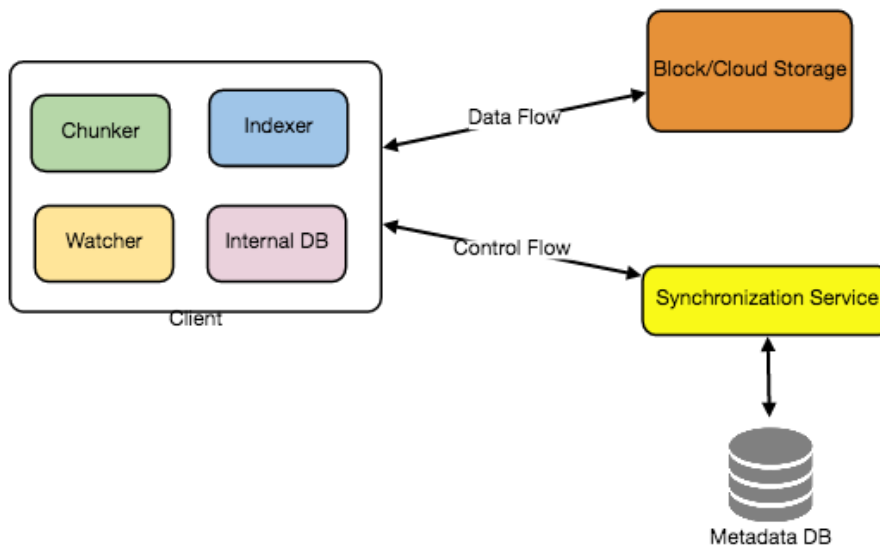 Block/Cloud Storage
Data Flow
Chunker
Indexer
Watcher
Internal DB
Control Flow
Client
Synchronization Service
Metadata DB